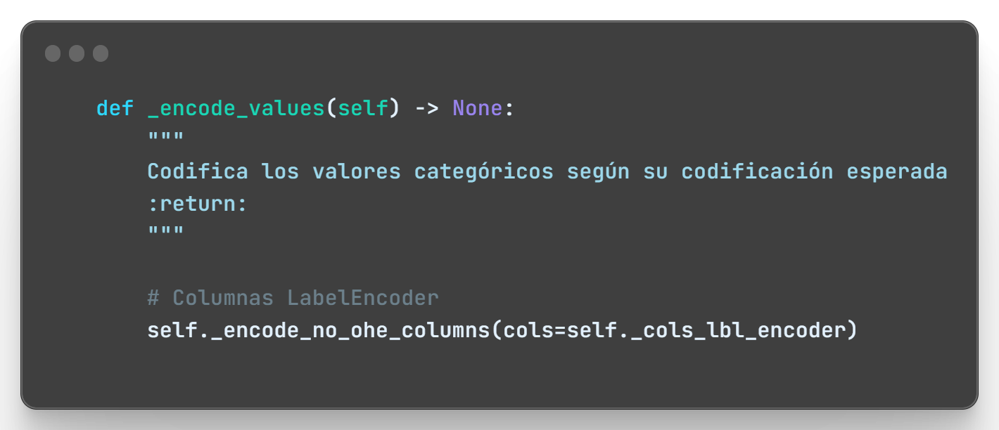 def _encode_values(self) -> None:
"""
Codifica los valores categóricos según su codificación esperada
:return:
"""
# Columnas LabelEncoder
self._encode_no_ohe_columns(cols=self._cols_lbl_encoder)